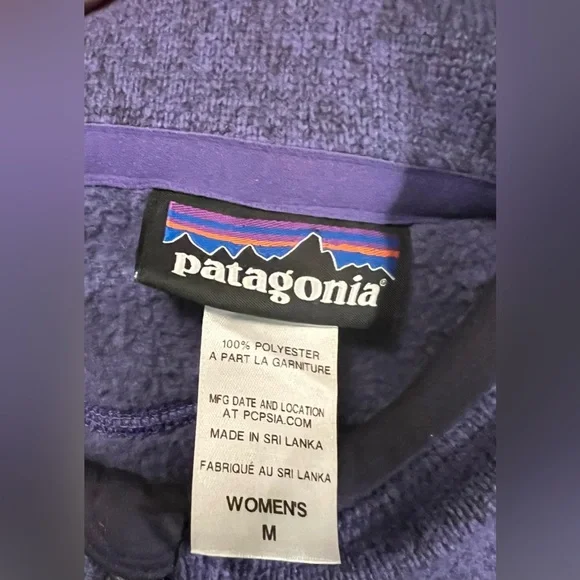 patagonia®
100% POLYESTER
A PART LA GARNITURE
MFG DATE AND LOCATION
AT PCPSIA.COM
MADE IN SRI LANKA
FABRIQUÉ AU SRI LANKA
WOMEN'S
M